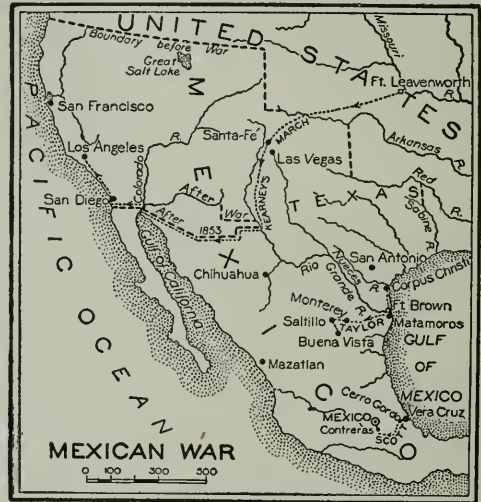 UNITED STATES
Boundary before War
Great Salt Lake
Missouri
Ft. Leavenworth
M
E
X
I
C
O
San Francisco
Los Angeles
San Diego
Colorado R.
Santa-Fé
MARCH
KEARNEY'S
Las Vegas
Arkansas R.
Red R.
Sabine R.
TEXAS
After War
After 1853
PACIFIC OCEAN
Gulf of California
Chihuahua
San Antonio
Rio Grande R.
Nueces R.
Corpus Christi
Ft Brown
Monterey
Saltillo
TAYLOR
Matamoros
Buena Vista
GULF OF MEXICO
Mazatlan
Cerro Gordo
MEXICO
Vera Cruz
Contreras
SCOTT
MEXICAN WAR
0 100 300 500